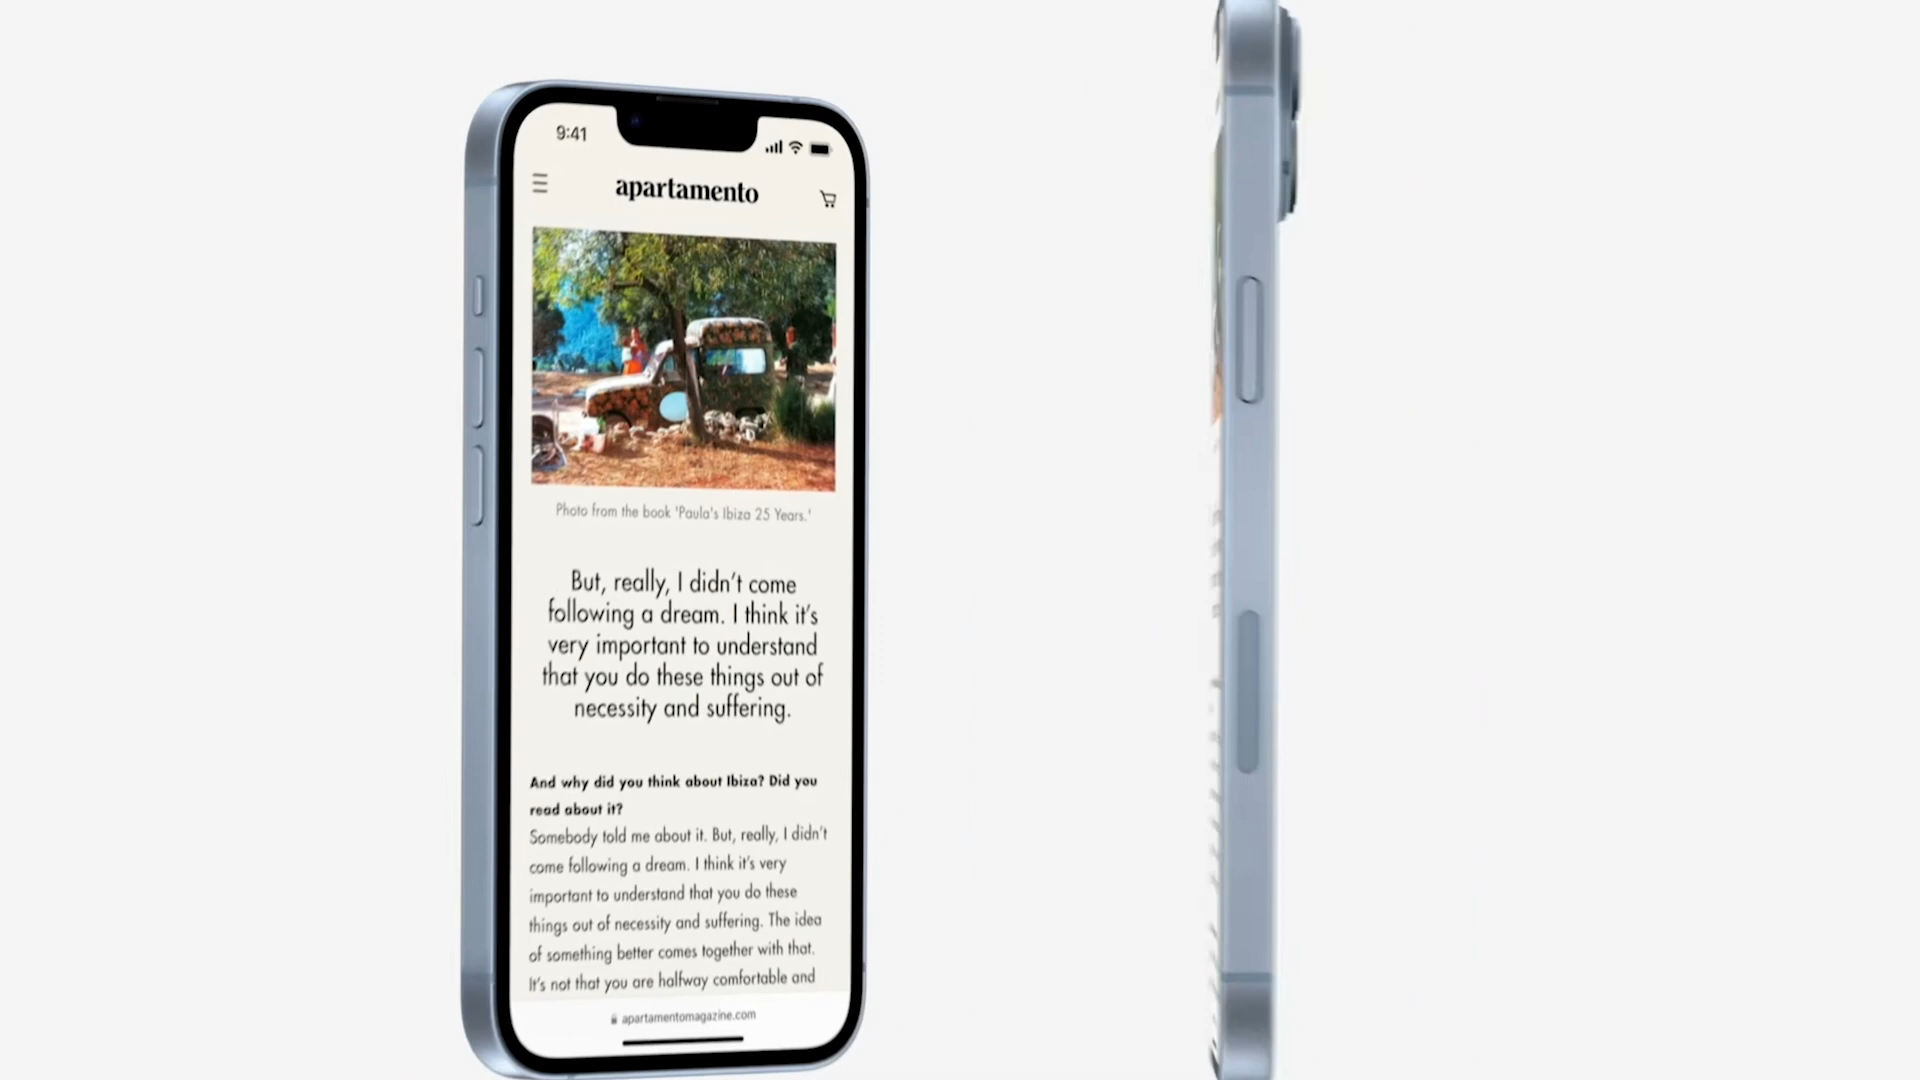 9:41
apartamento
Photo from the book 'Paula's Ibiza 25 Years.'
But, really, I didn't come
following a dream. I think it's
very important to understand
that you do these things out of
necessity and suffering.
And why did you think about Ibiza? Did you
read about it?
Somebody told me about it. But, really, I didn't
come following a dream. I think it's very
important to understand that you do these
things out of necessity and suffering. The idea
of something better comes together with that.
It's not that you are halfway comfortable and
apartamentomagazine.com